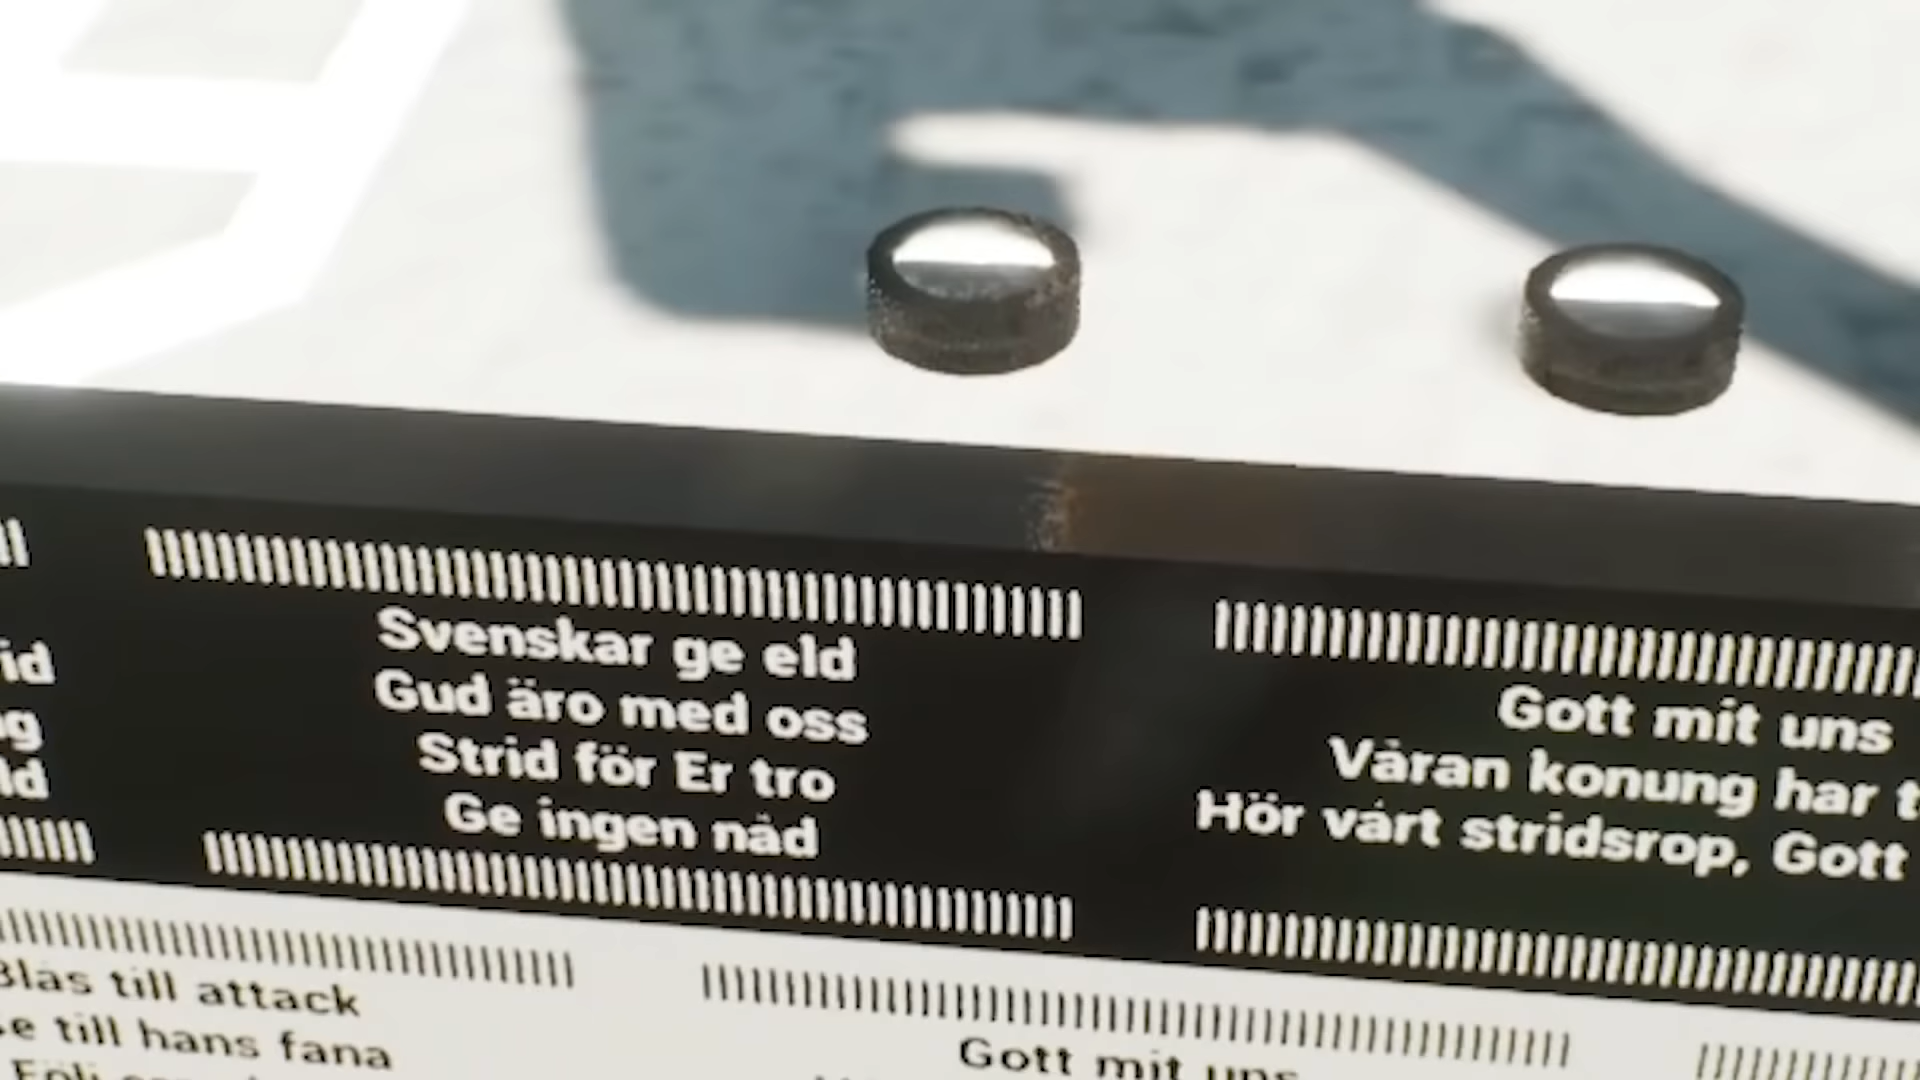 Svenskar ge eld
Gud äro med oss
Strid för Er tro
Ge ingen nåd
Gott mit uns
Våran konung har
Hör vårt stridsrop, Gott
till attack
till hans fana
Gott mit uns